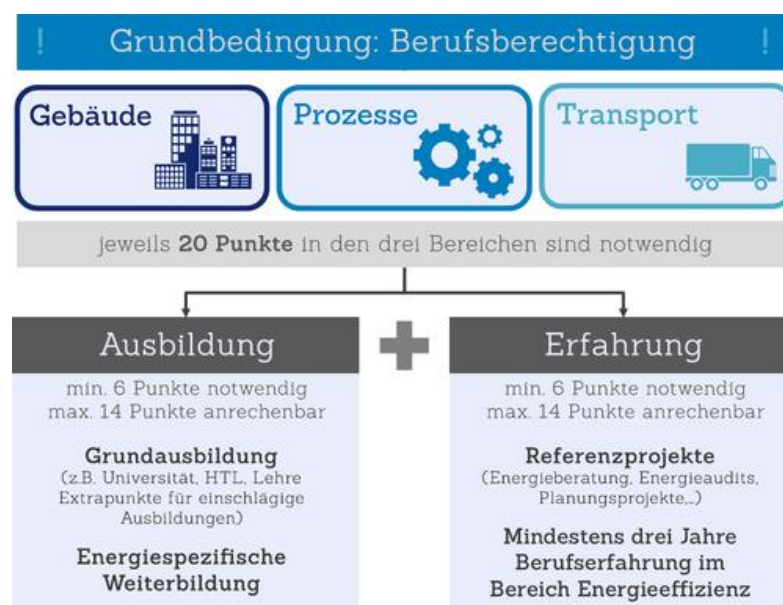 ! Grundbedingung: Berufsberechtigung !
Gebäude
Prozesse
Transport
jeweils 20 Punkte in den drei Bereichen sind notwendig
Ausbildung
min. 6 Punkte notwendig
max. 14 Punkte anrechenbar
Grundausbildung
(z.B. Universität, HTL, Lehre
Extrapunkte für einschlägige
Ausbildungen)
Energiespezifische
Weiterbildung
+
Erfahrung
min. 6 Punkte notwendig
max. 14 Punkte anrechenbar
Referenzprojekte
(Energieberatung, Energieaudits,
Planungsprojekte,..)
Mindestens drei Jahre
Berufserfahrung im
Bereich Energieeffizienz